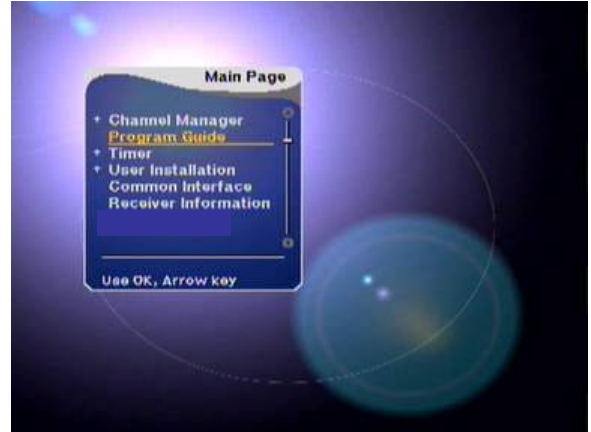 Main Page
+ Channel Manager
Program Guide
+ Timer
+ User Installation
Common Interface
Receiver Information
Use OK, Arrow key